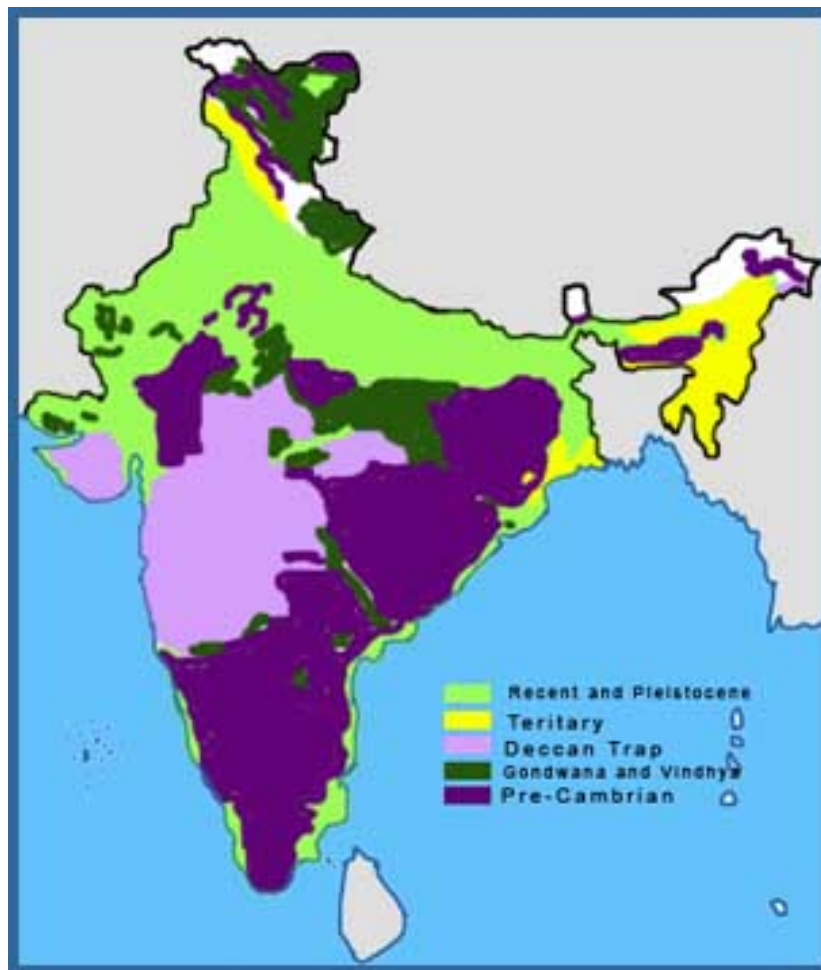 Recent and Pleistocene
Teritary
Deccan Trap
Gondwana and Vindhya
Pre-Cambrian